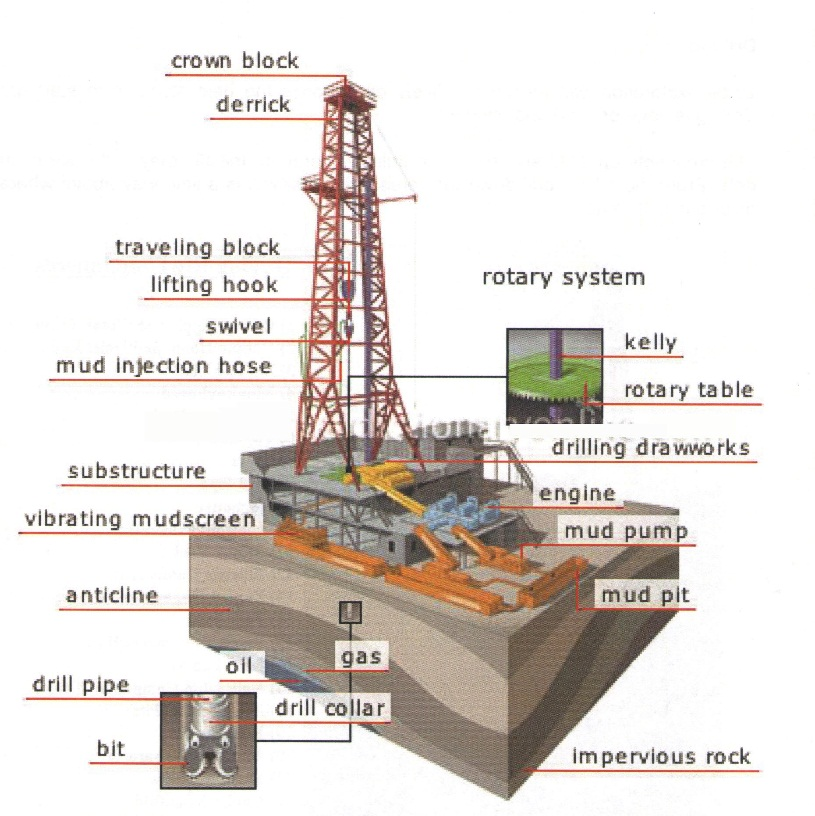 crown block
derrick
traveling block
lifting hook
rotary system
swivel
kelly
mud injection hose
rotary table
drilling drawworks
substructure
engine
vibrating mudscreen
mud pump
anticline
mud pit
gas
oil
drill pipe
drill collar
bit
impervious rock